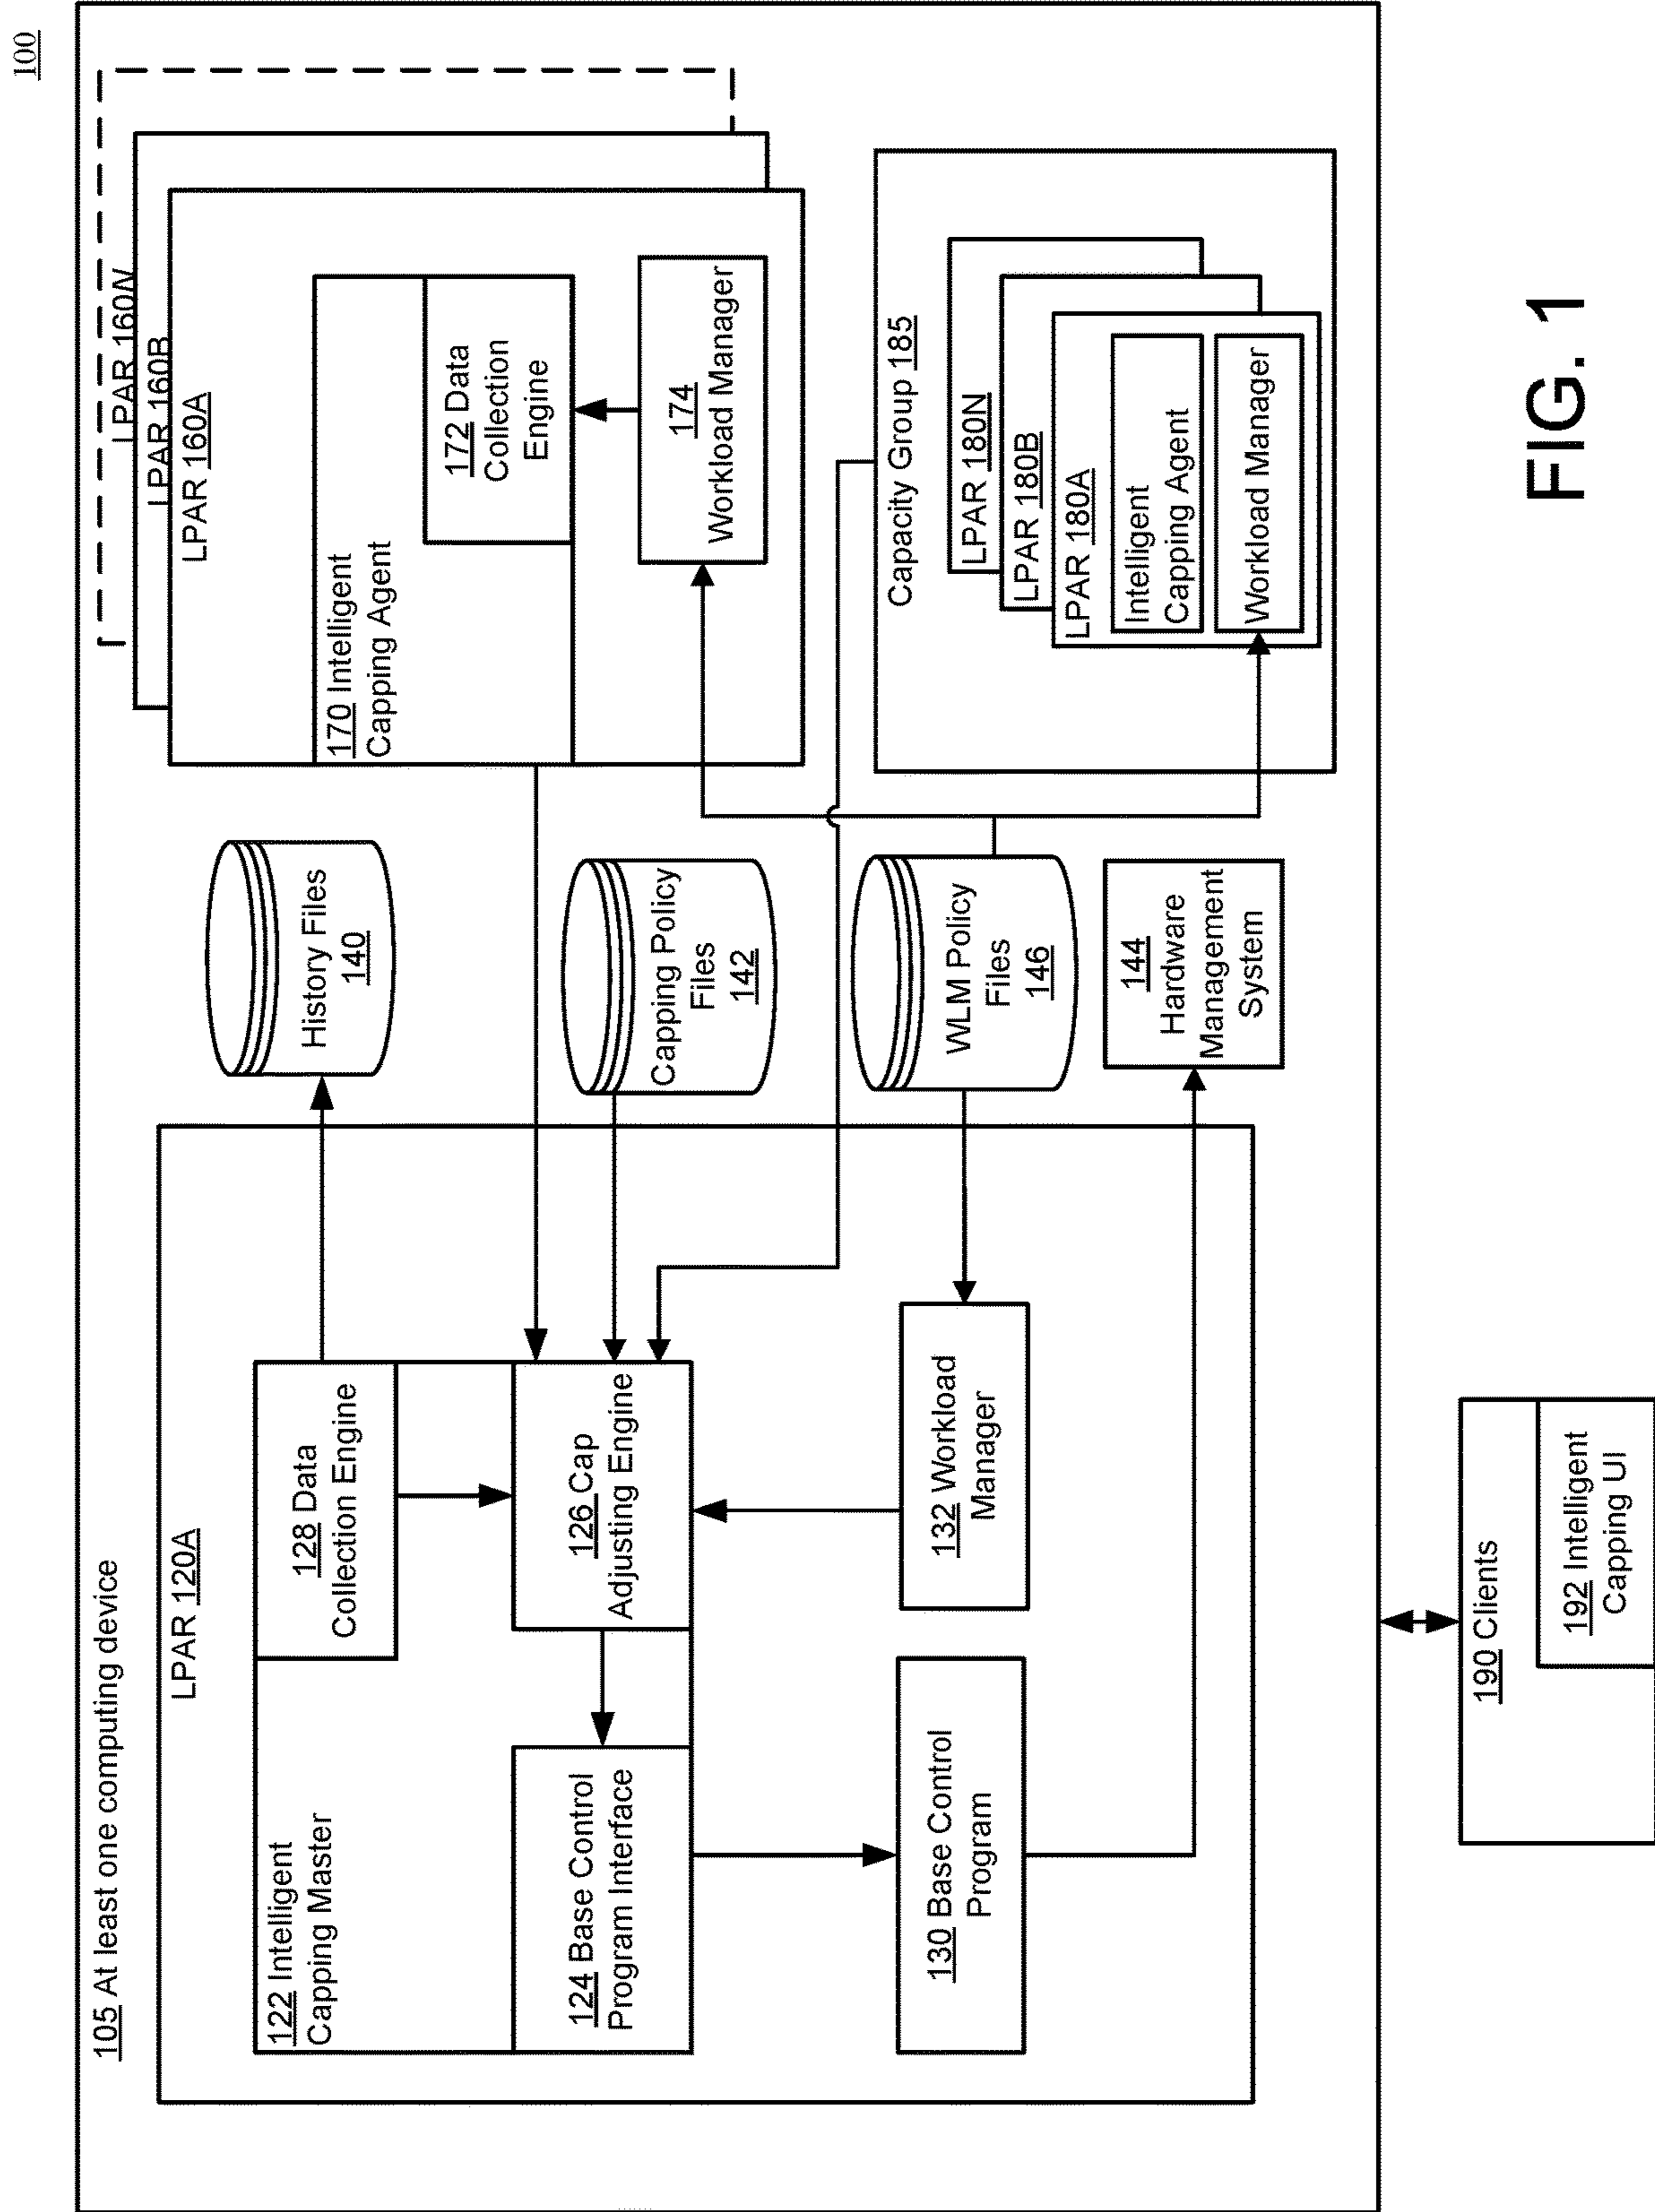 100
105 At least one computing device
LPAR 120A
122 Intelligent
Capping Master
128 Data
Collection Engine
124 Base Control
Program Interface
126 Cap
Adjusting Engine
130 Base Control
Program
132 Workload
Manager
History Files
140
Capping Policy
Files
142
WLM Policy
Files
146
144
Hardware
Management
System
LPAR 160N
LPAR 160B
LPAR 160A
170 Intelligent
Capping Agent
172 Data
Collection
Engine
174
Workload Manager
Capacity Group 185
LPAR 180N
LPAR 180B
LPAR 180A
Intelligent
Capping Agent
Workload Manager
190 Clients
192 Intelligent
Capping UI
FIG. 1